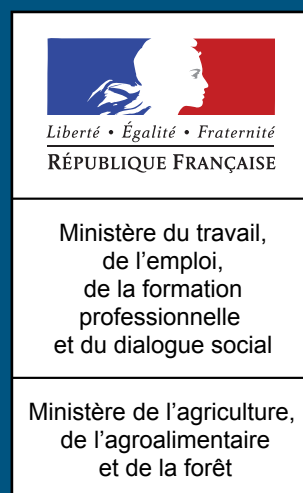 Liberté • Égalité • Fraternité
RÉPUBLIQUE FRANÇAISE
Ministère du travail,
de l'emploi,
de la formation
professionnelle
et du dialogue social
Ministère de l'agriculture,
de l'agroalimentaire
et de la forêt